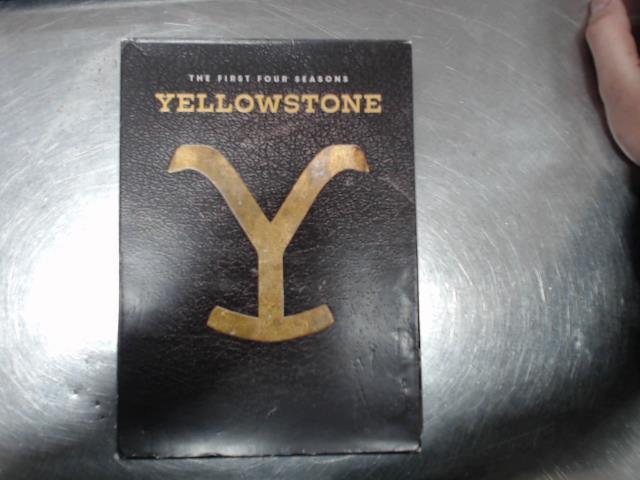 THE FIRST FOUR SEASONS
YELLOWSTONE
Y